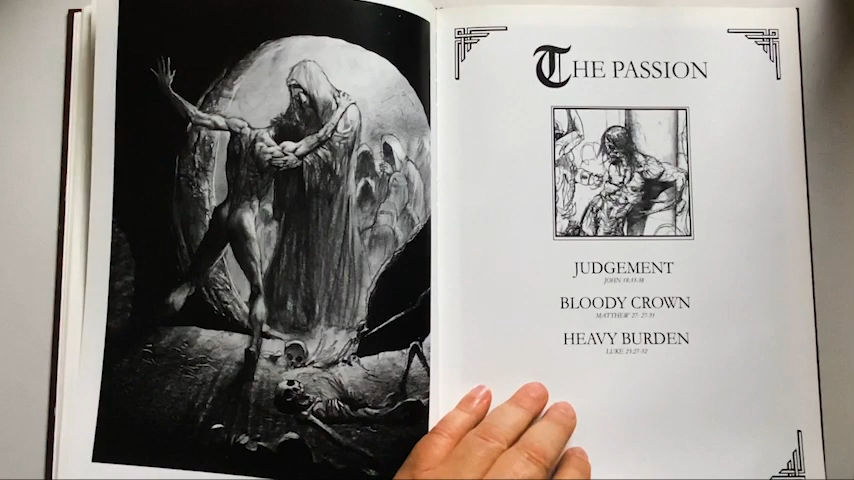 THE PASSION
JUDGEMENT
JOHN 18:33-38
BLOODY CROWN
MATTHEW 27: 27-31
HEAVY BURDEN
LUKE 23:27-32